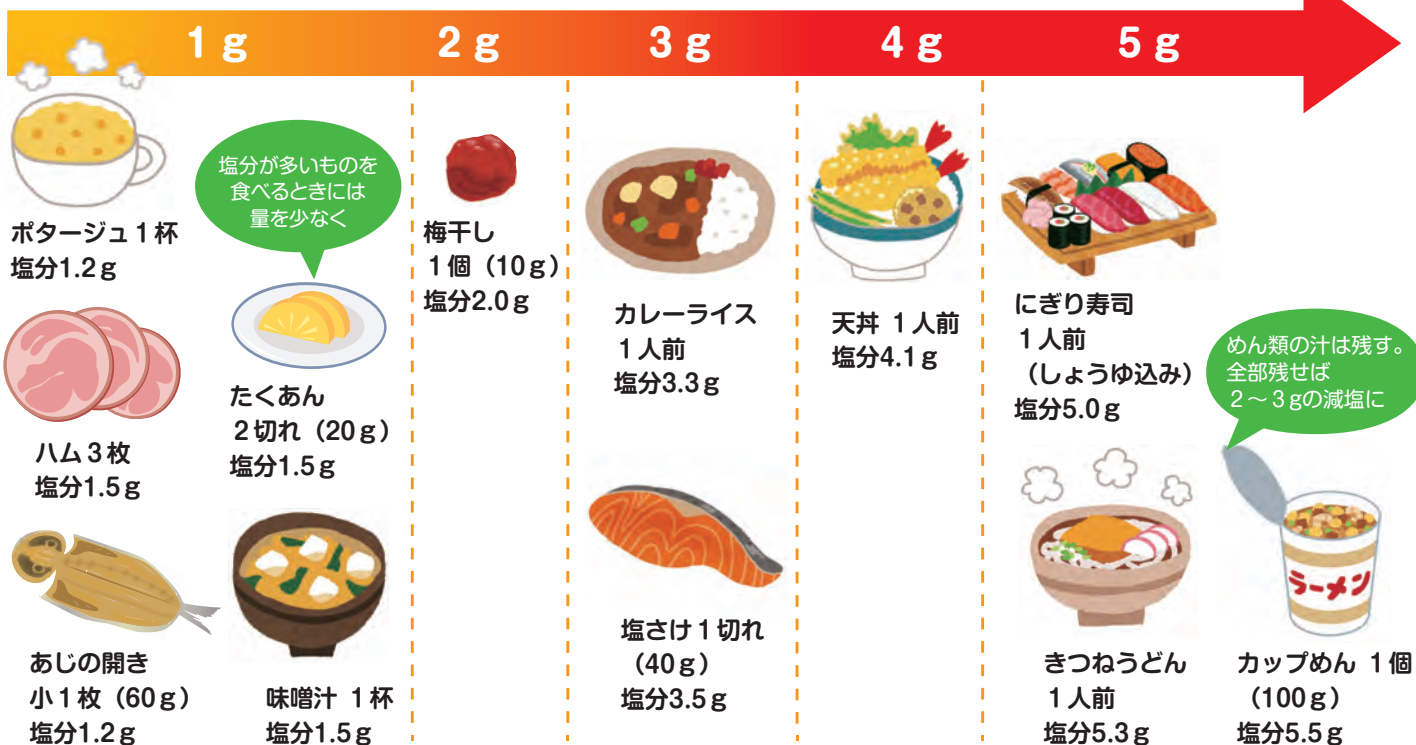 1g 2g 3g 4g 5g
ポタージュ1杯
塩分1.2g
ハム3枚
塩分1.5g
あじの開き
小1枚（60g）
塩分1.2g
塩分が多いものを
食べるときには
量を少なく
たくあん
2切れ（20g）
塩分1.5g
味噌汁 1杯
塩分1.5g
梅干し
1個（10g）
塩分2.0g
カレーライス
1人前
塩分3.3g
塩さけ1切れ
（40g）
塩分3.5g
天丼 1人前
塩分4.1g
にぎり寿司
1人前
（しょうゆ込み）
塩分5.0g
きつねうどん
1人前
塩分5.3g
めん類の汁は残す。
全部残せば
2～3gの減塩に
ラーメン
カップめん 1個
（100g）
塩分5.5g